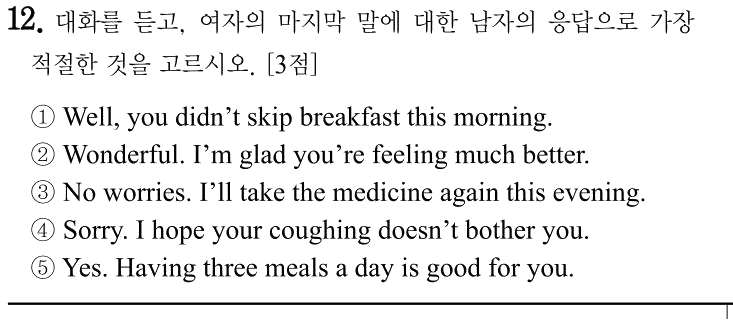 12. 대화를 듣고, 여자의 마지막 말에 대한 남자의 응답으로 가장
적절한 것을 고르시오. [3점]
① Well, you didn’t skip breakfast this morning.
② Wonderful. I’m glad you’re feeling much better.
③ No worries. I’ll take the medicine again this evening.
④ Sorry. I hope your coughing doesn’t bother you.
⑤ Yes. Having three meals a day is good for you.